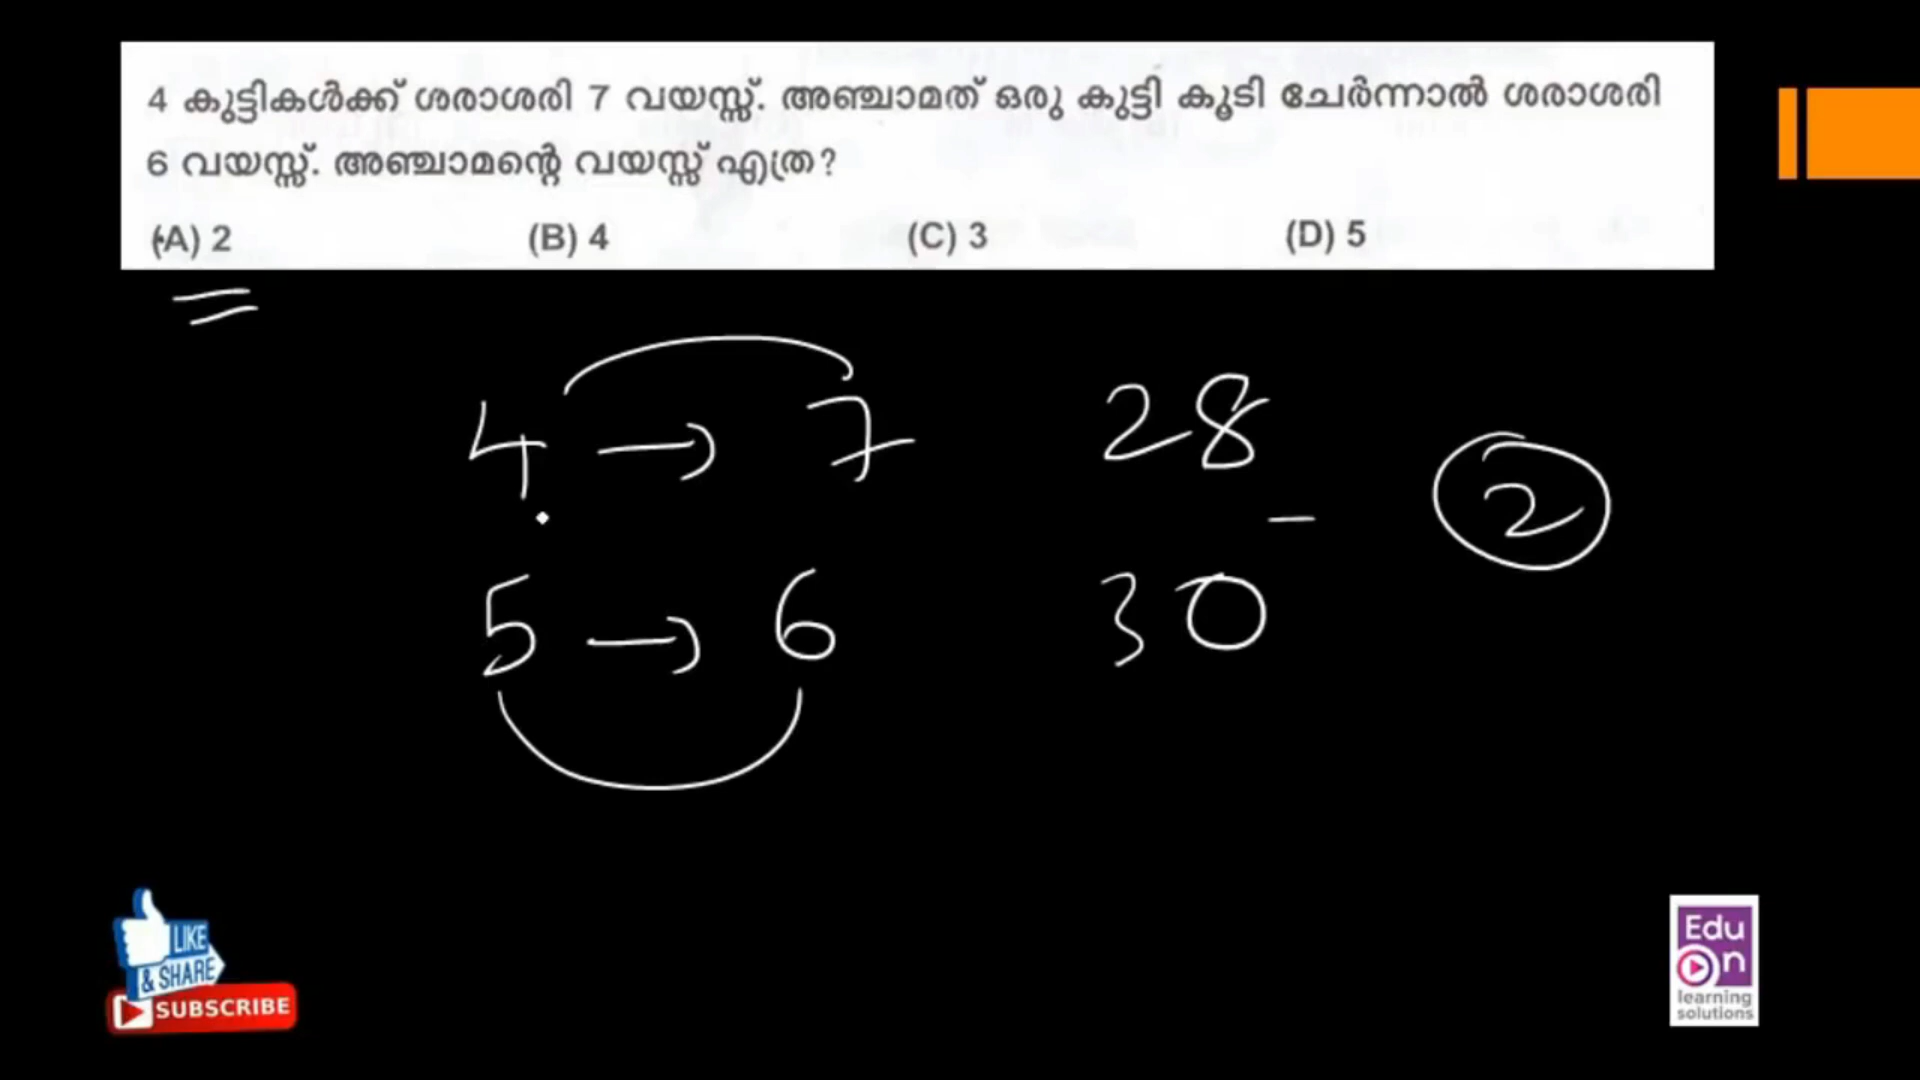 4 കുട്ടികൾക്ക് ശരാശരി 7 വയസ്സ്. അഞ്ചാമത് ഒരു കുട്ടി കൂടി ചേർന്നാൽ ശരാശരി
6 വയസ്സ്. അഞ്ചാമന്റെ വയസ്സ് എത്ര?
(A) 2 (B) 4 (C) 3 (D) 5
4 → 7 28
– 2
5 → 6 30
LIKE
& SHARE
SUBSCRIBE
Edu
On
learning
solutions